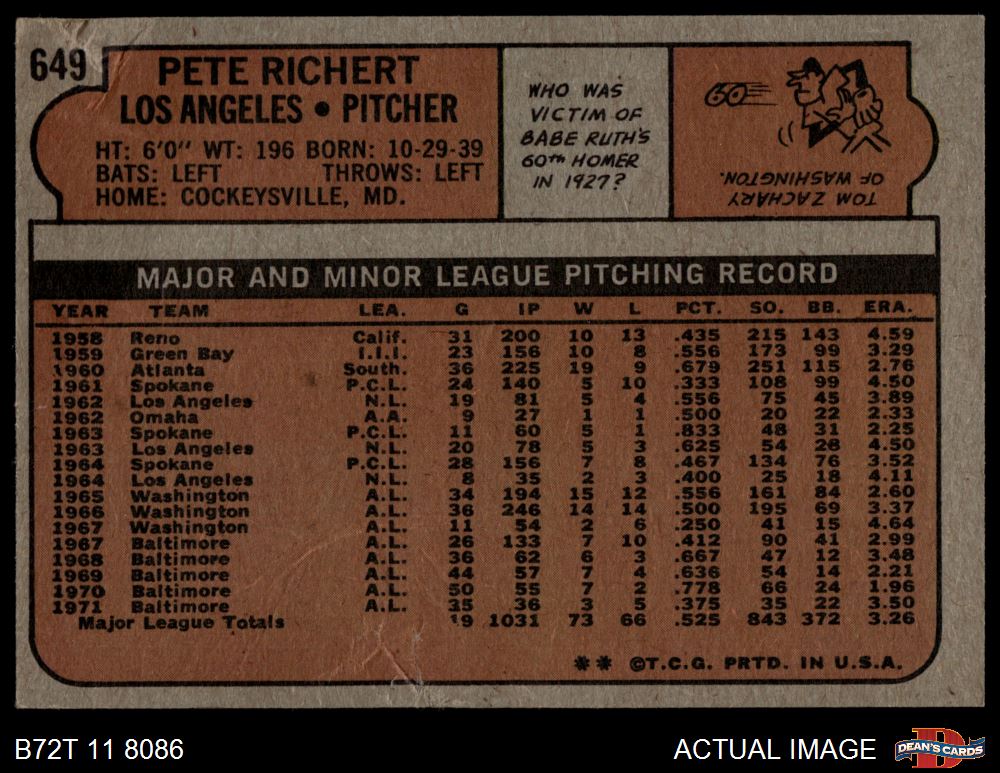 649
PETE RICHERT
LOS ANGELES • PITCHER
HT: 6'0" WT: 196 BORN: 10-29-39
BATS: LEFT THROWS: LEFT
HOME: COCKEYSVILLE, MD.
WHO WAS
VICTIM OF
BABE RUTH'S
60TH HOMER
IN 1927?
60
TOM ZACHARY
OF WASHINGTON.
MAJOR AND MINOR LEAGUE PITCHING RECORD
YEAR TEAM LEA. G IP W L PCT. SO. BB. ERA.
1958 Reno Calif. 31 200 10 13 .435 215 143 4.59
1959 Green Bay I.I.I. 23 156 10 8 .556 173 99 3.29
1960 Atlanta South. 36 225 19 9 .679 251 115 2.76
1961 Spokane P.C.L. 24 140 5 10 .333 108 99 4.50
1962 Los Angeles N.L. 19 81 5 4 .556 75 45 3.89
1962 Omaha A.A. 9 27 1 1 .500 20 22 2.33
1963 Spokane P.C.L. 11 60 5 1 .833 48 31 2.25
1963 Los Angeles N.L. 20 78 5 3 .625 54 28 4.50
1964 Spokane P.C.L. 28 156 7 8 .467 134 76 3.52
1964 Los Angeles N.L. 8 35 2 3 .400 25 18 4.11
1965 Washington A.L. 34 194 15 12 .556 161 84 2.60
1966 Washington A.L. 36 246 14 14 .500 195 69 3.37
1967 Washington A.L. 11 54 2 6 .250 41 15 4.64
1967 Baltimore A.L. 26 133 7 10 .412 90 41 2.99
1968 Baltimore A.L. 36 62 6 3 .667 47 12 3.48
1969 Baltimore A.L. 44 57 7 4 .636 54 14 2.21
1970 Baltimore A.L. 50 55 7 2 .778 66 24 1.96
1971 Baltimore A.L. 35 36 3 5 .375 35 22 3.50
Major League Totals 1031 73 66 .525 843 372 3.26
** ©T.C.G. PRTD. IN U.S.A.
B72T 11 8086
ACTUAL IMAGE
D
DEAN'S CARDS